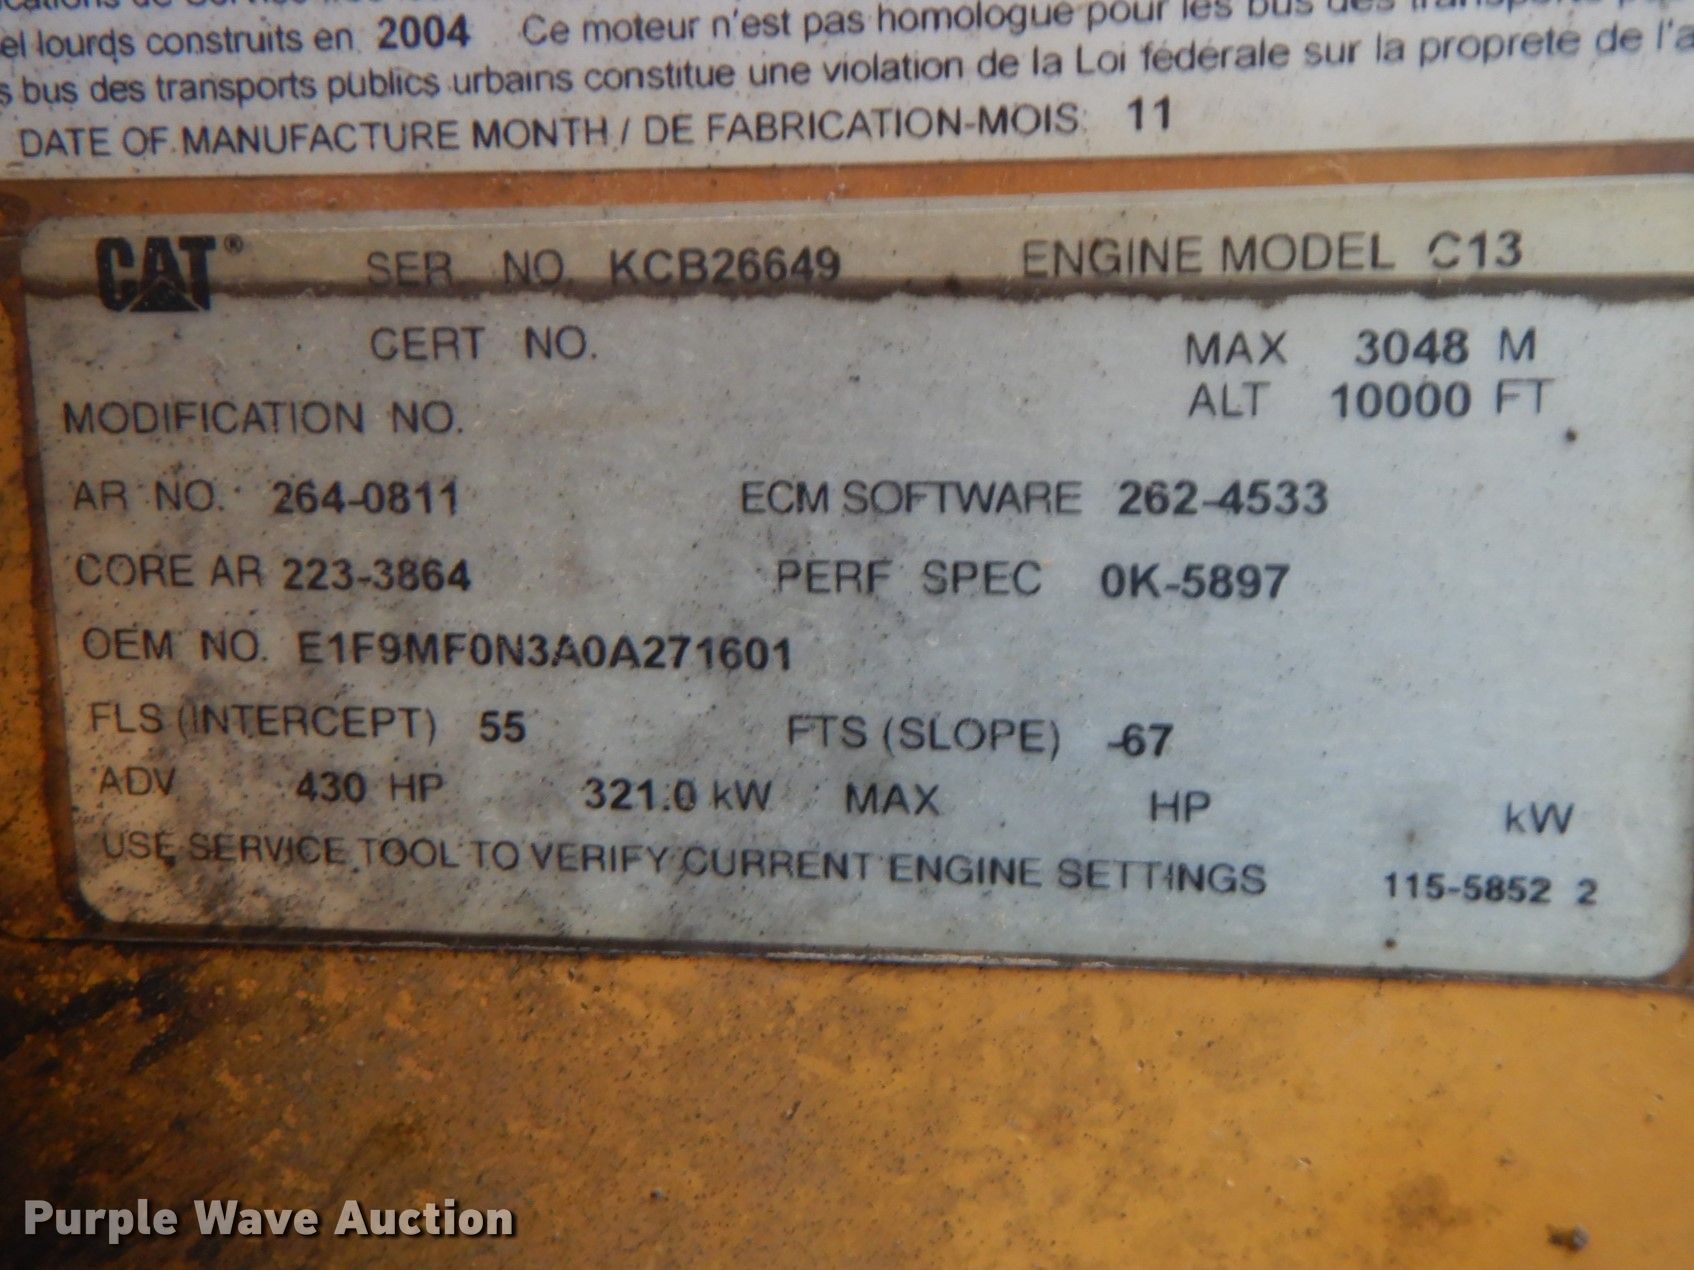 el lourds construits en 2004 Ce moteur n'est pas homologue pour les bus des
bus des transports publics urbains constitue une violation de la Loi federale sur la proprete de l'a
DATE OF MANUFACTURE MONTH / DE FABRICATION-MOIS: 11
CAT® SER. NO. KCB26649 ENGINE MODEL C13
CERT NO. MAX 3048 M
MODIFICATION NO. ALT 10000 FT
AR NO. 264-0811 ECM SOFTWARE 262-4533
CORE AR 223-3864 PERF SPEC 0K-5897
OEM NO. E1F9MF0N3A0A271601
FLS (INTERCEPT) 55 FTS (SLOPE) -67
ADV 430 HP 321.0 kW MAX HP kW
USE SERVICE TOOL TO VERIFY CURRENT ENGINE SETTINGS 115-5852 2
Purple Wave Auction